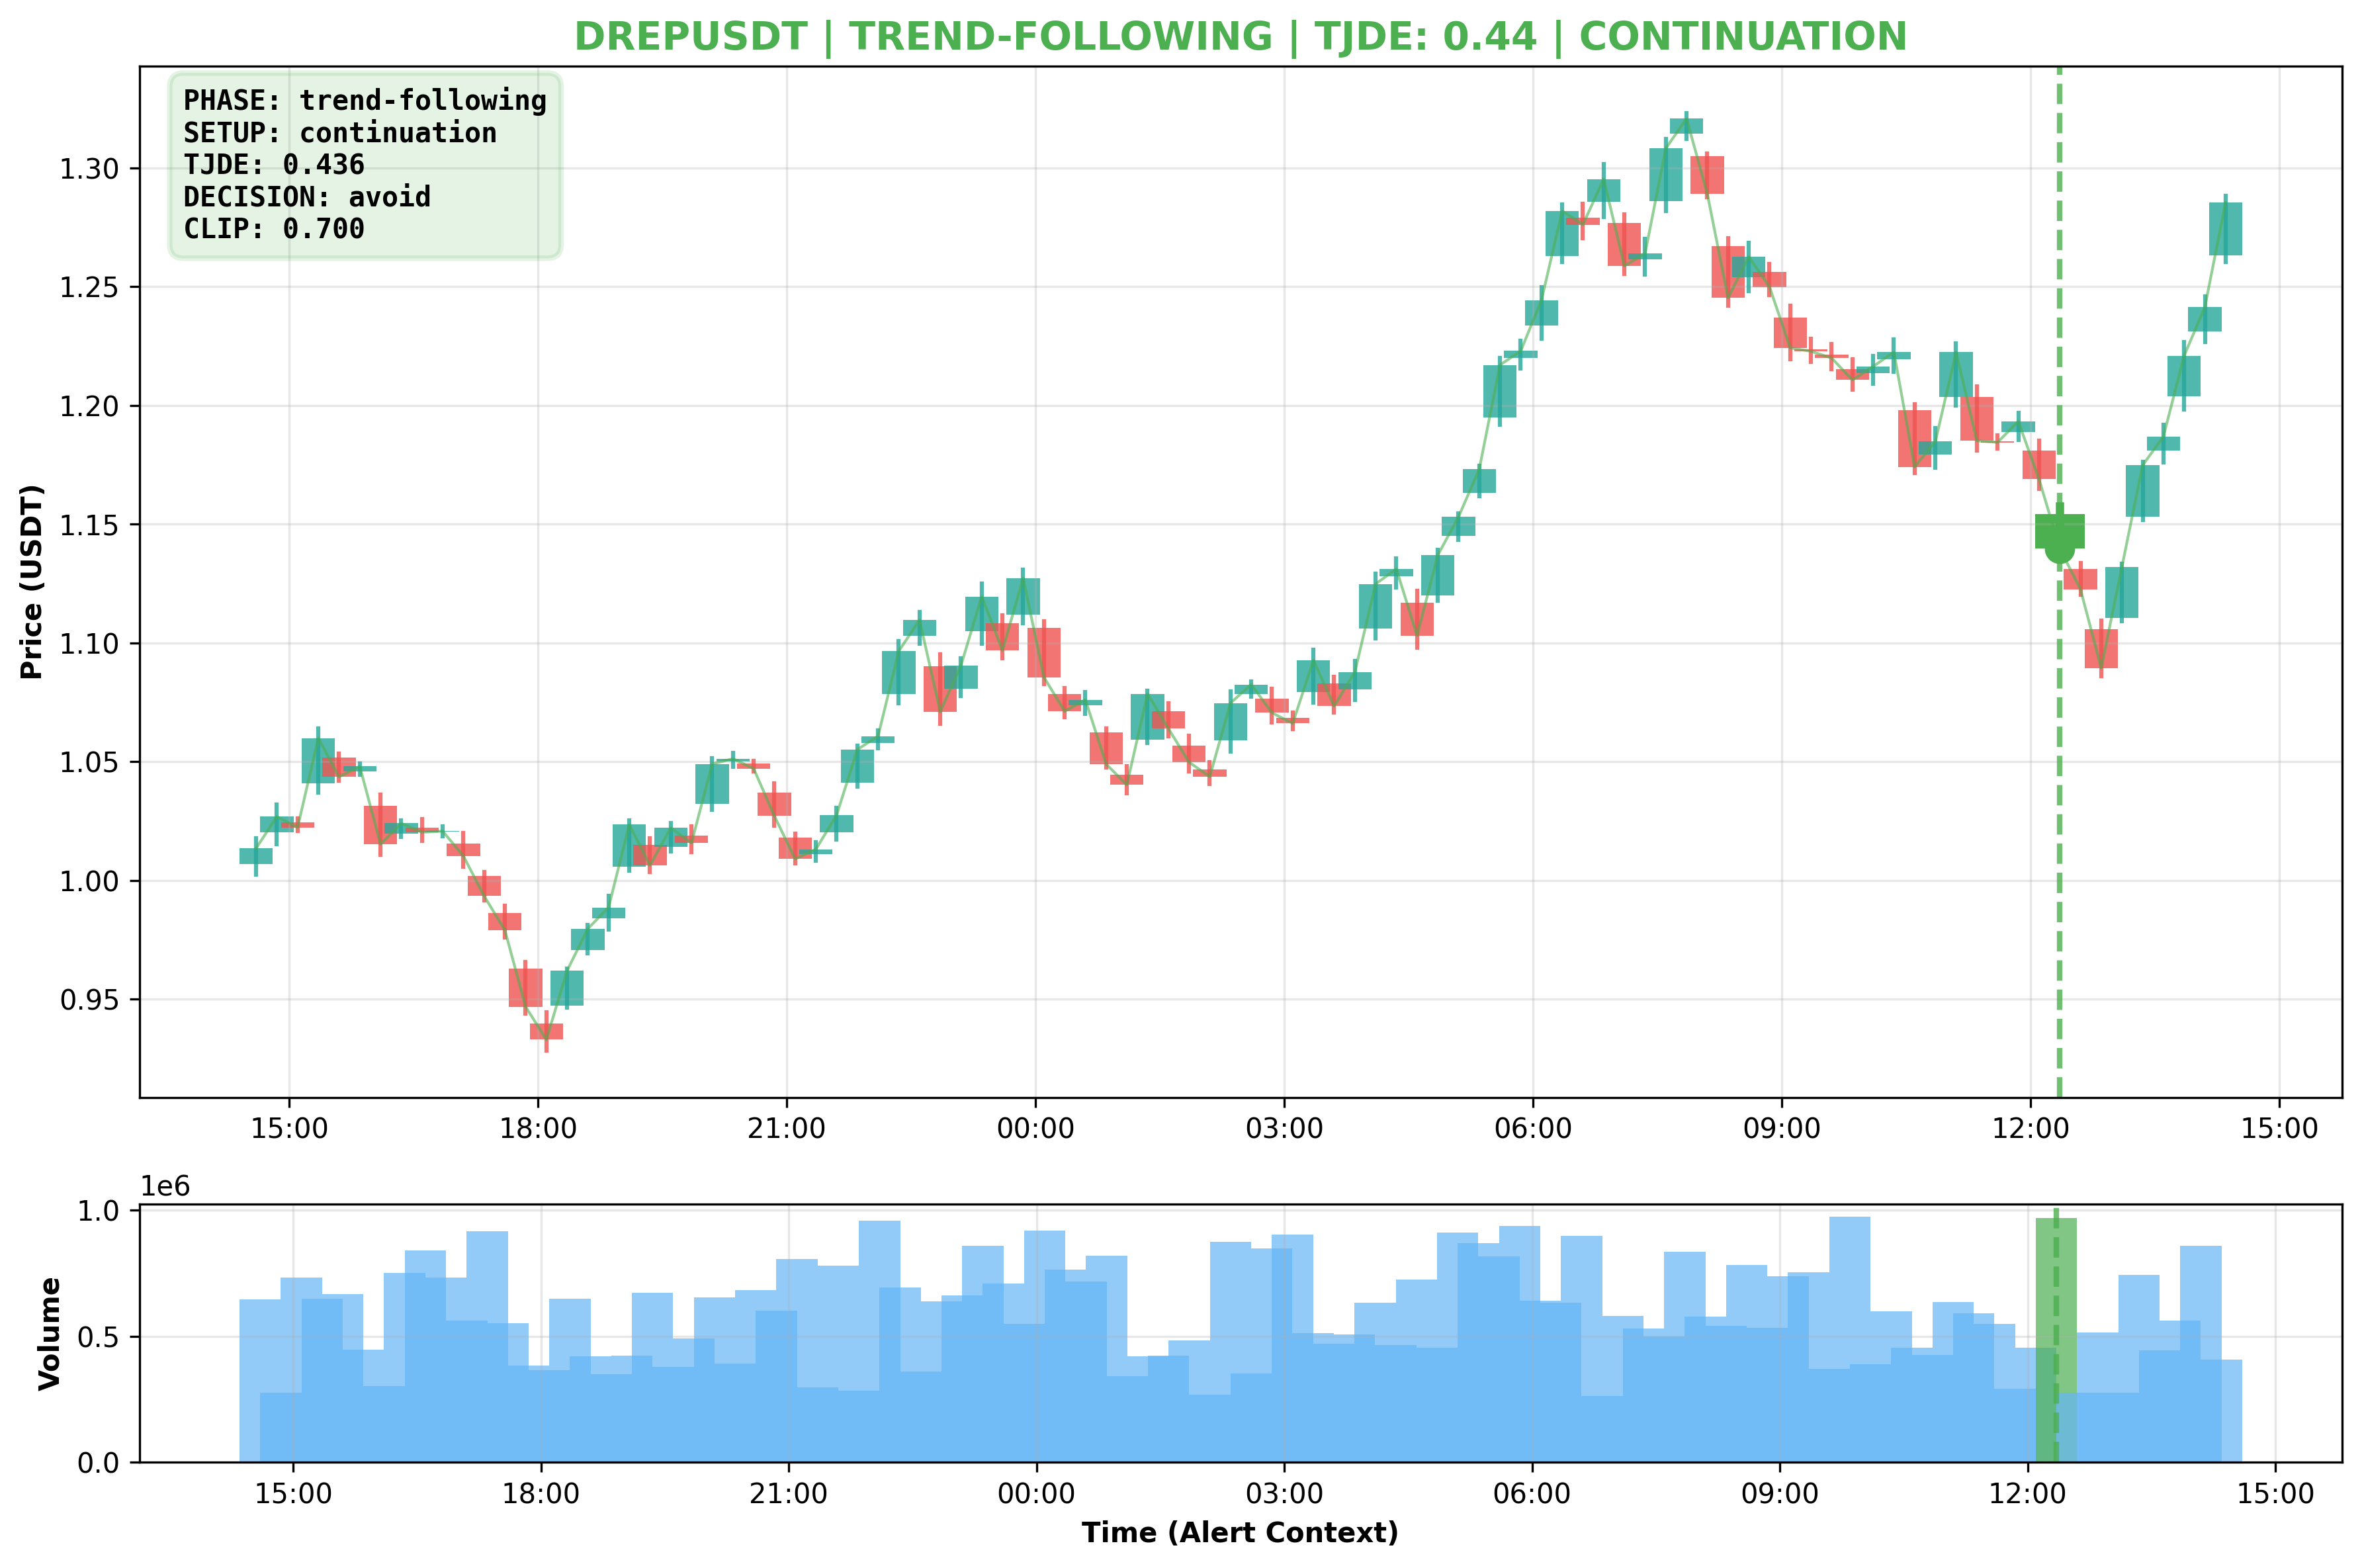 DREPUSDT | TREND-FOLLOWING | TJDE: 0.44 | CONTINUATION
PHASE: trend-following
SETUP: continuation
TJDE: 0.436
DECISION: avoid
CLIP: 0.700
Price (USDT)
1.30
1.25
1.20
1.15
1.10
1.05
1.00
0.95
15:00 18:00 21:00 00:00 03:00 06:00 09:00 12:00 15:00
1e6
Volume
1.0
0.5
0.0
15:00 18:00 21:00 00:00 03:00 06:00 09:00 12:00 15:00
Time (Alert Context)